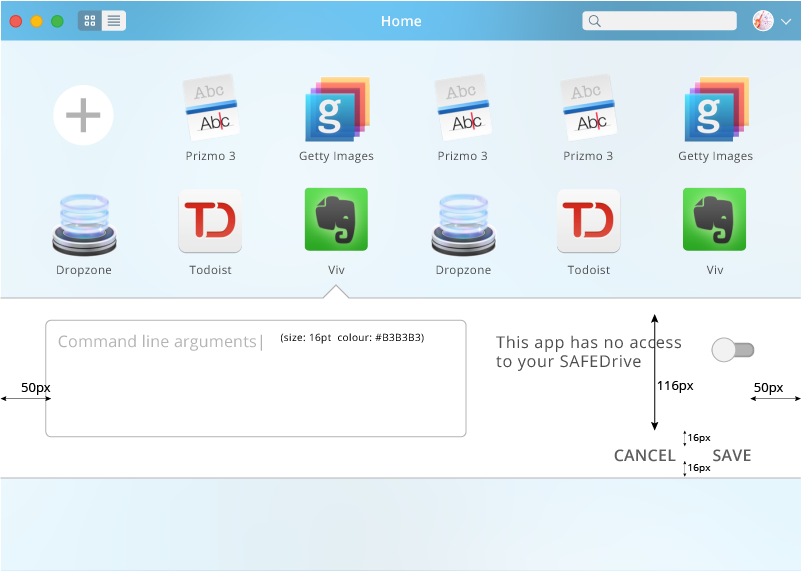 Home
Abc
Abc
Abc
Abc
Abc
Abc
g
g
Prizmo 3
Getty Images
Prizmo 3
Prizmo 3
Getty Images
TD
TD
Dropzone
Todoist
Viv
Dropzone
Todoist
Viv
Command line arguments
(size: 16pt colour: #B3B3B3)
This app has no access
to your SAFEDrive
50px
116px
50px
16px
CANCEL
SAVE
16px